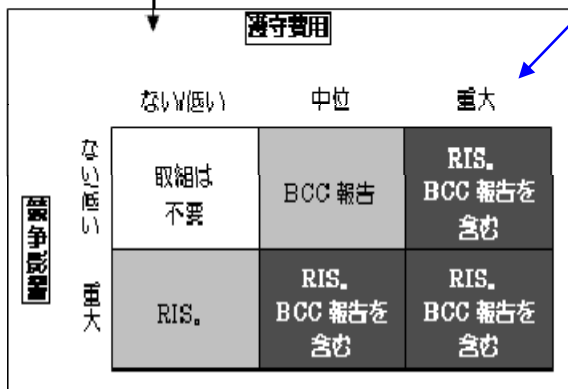 遵守費用
ない/低い 中位 重大
ない/低い
取組は
不要
BCC 報告
RIS。
BCC 報告を
含む
競争影響
重大
RIS。
RIS。
BCC 報告を
含む
RIS。
BCC 報告を
含む